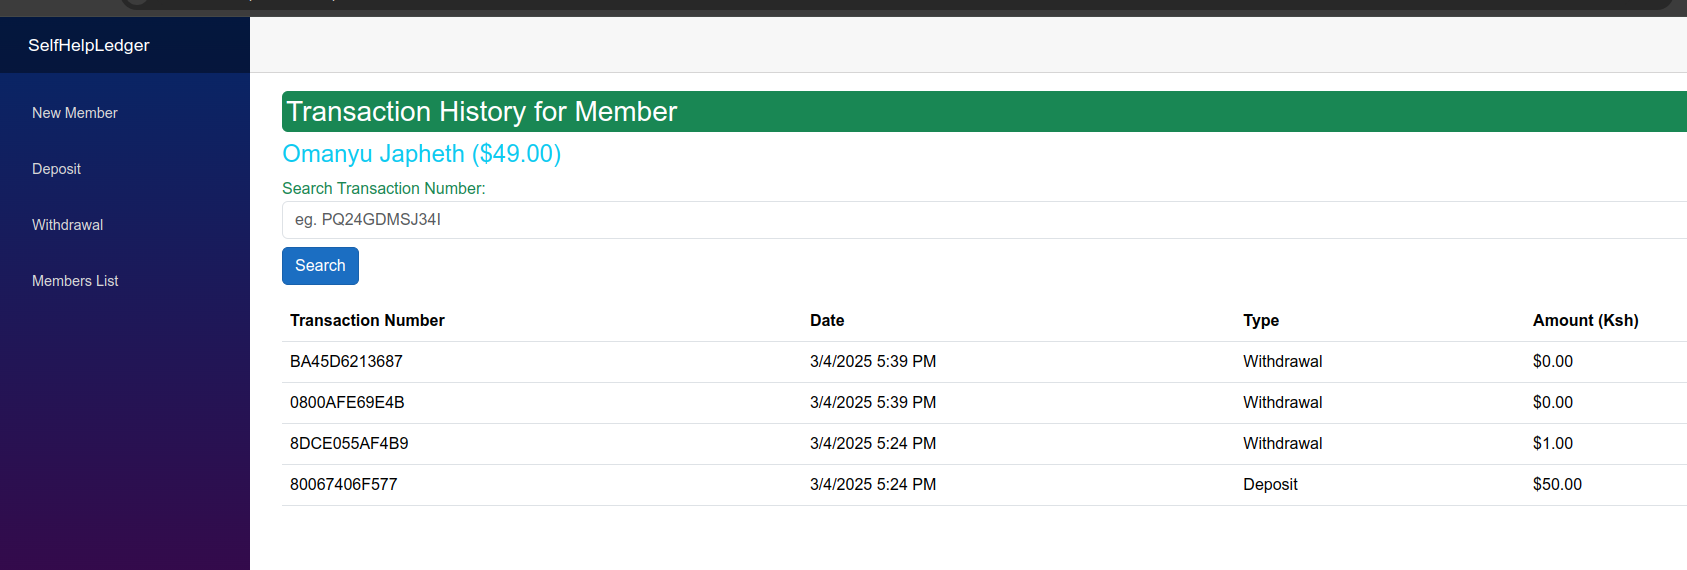 SelfHelpLedger
New Member
Deposit
Withdrawal
Members List
Transaction History for Member
Omanyu Japheth ($49.00)
Search Transaction Number:
eg. PQ24GDMSJ34I
Search
Transaction Number Date Type Amount (Ksh)
BA45D6213687 3/4/2025 5:39 PM Withdrawal $0.00
0800AFE69E4B 3/4/2025 5:39 PM Withdrawal $0.00
8DCE055AF4B9 3/4/2025 5:24 PM Withdrawal $1.00
80067406F577 3/4/2025 5:24 PM Deposit $50.00